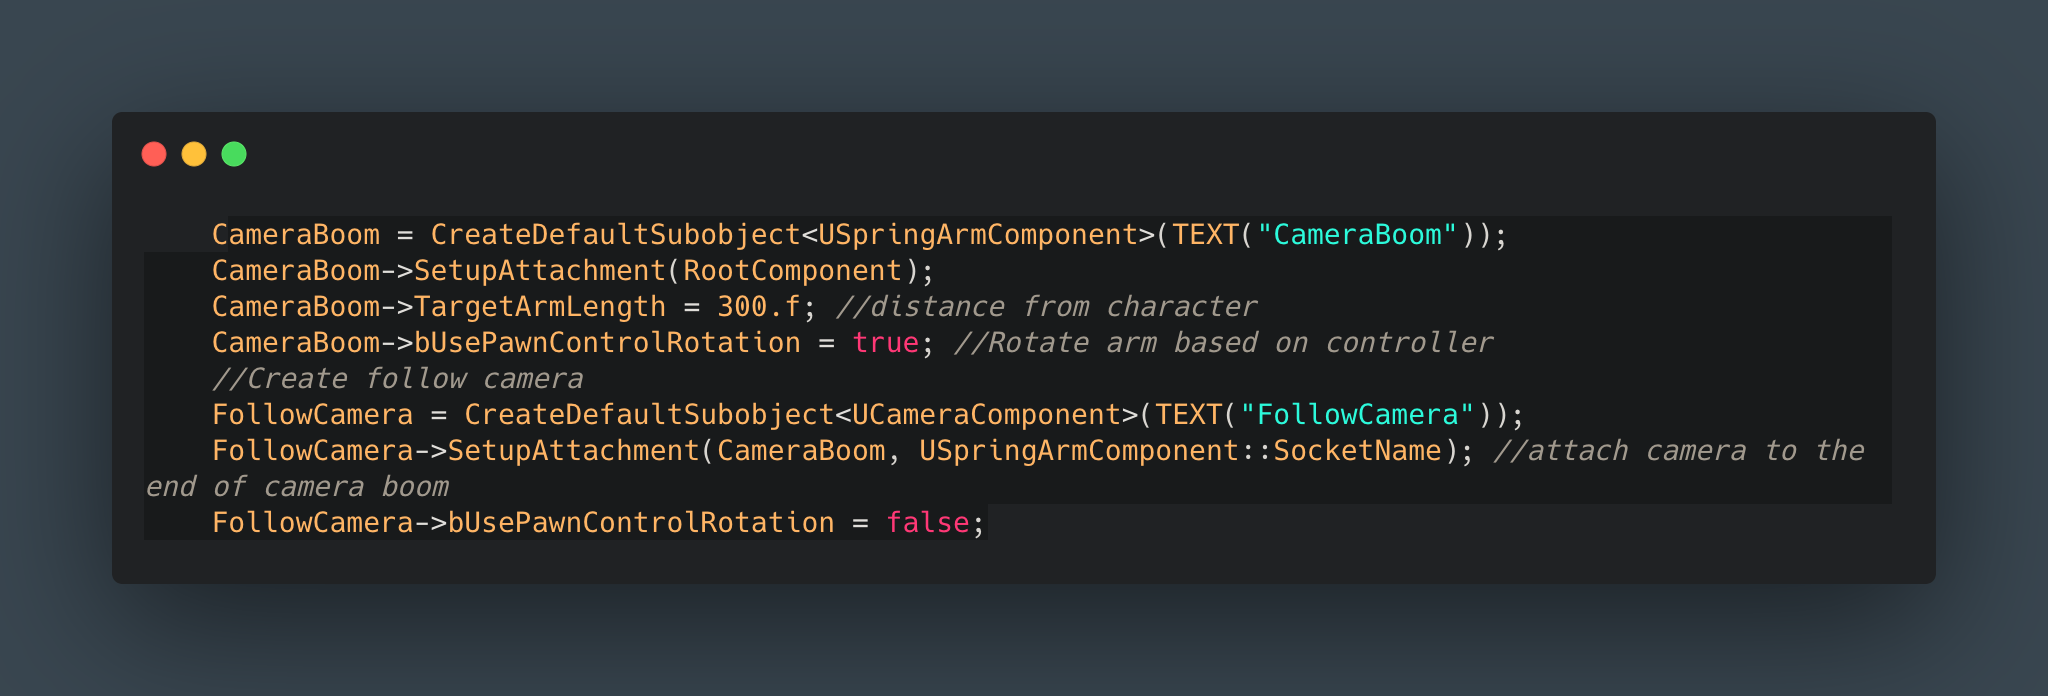 CameraBoom = CreateDefaultSubobject<USpringArmComponent>(TEXT("CameraBoom"));
CameraBoom->SetupAttachment(RootComponent);
CameraBoom->TargetArmLength = 300.f; //distance from character
CameraBoom->bUsePawnControlRotation = true; //Rotate arm based on controller
//Create follow camera
FollowCamera = CreateDefaultSubobject<UCameraComponent>(TEXT("FollowCamera"));
FollowCamera->SetupAttachment(CameraBoom, USpringArmComponent::SocketName); //attach camera to the
end of camera boom
FollowCamera->bUsePawnControlRotation = false;